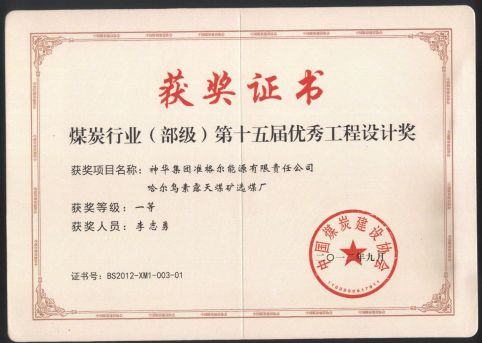 获奖证书
煤炭行业（部级）第十五届优秀工程设计奖
获奖项目名称：神华集团准格尔能源有限责任公司
哈尔乌素露天煤矿选煤厂
获奖等级：一等
获奖人员：李志勇
中国煤炭建设协会
二〇一二年九月
证书号：BS2012-XM1-003-01